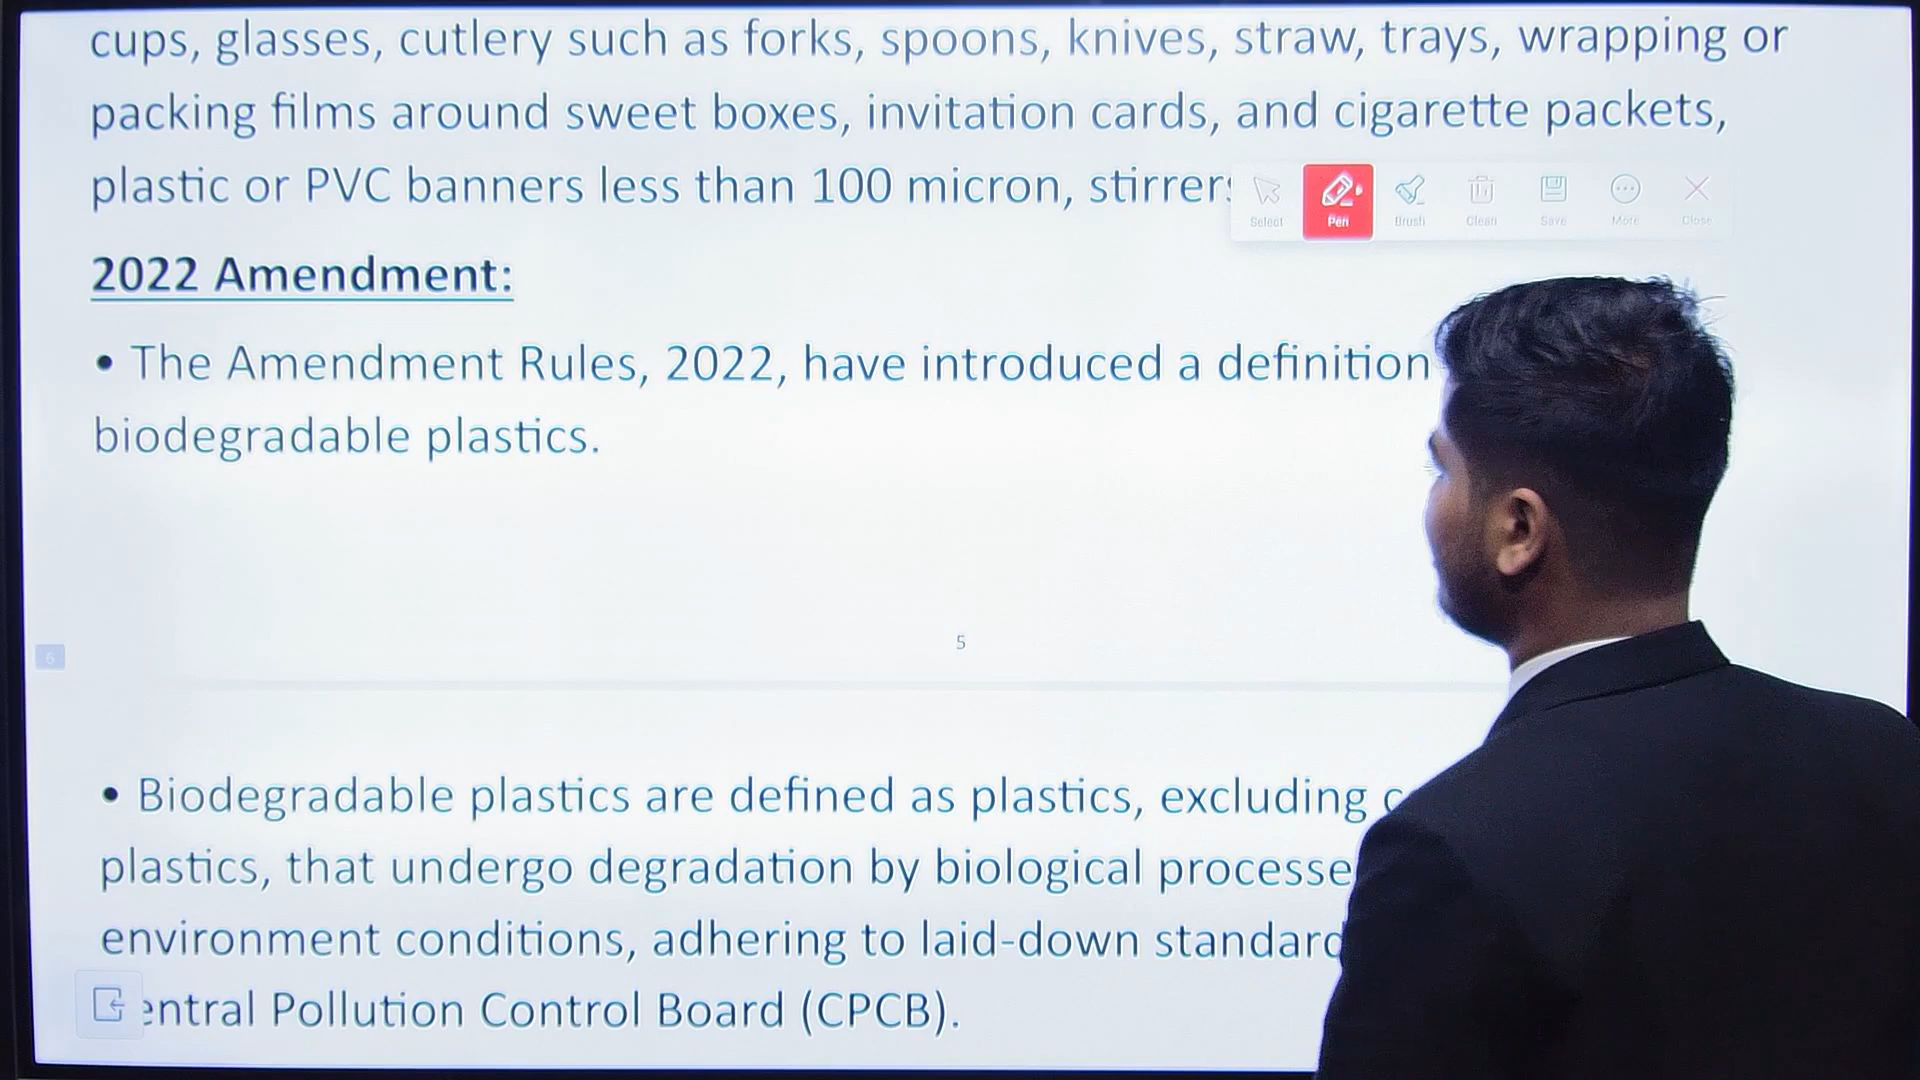 cups, glasses, cutlery such as forks, spoons, knives, straw, trays, wrapping or
packing films around sweet boxes, invitation cards, and cigarette packets,
plastic or PVC banners less than 100 micron, stirrers
Select Pen Brush Clean Save More Close
2022 Amendment:
• The Amendment Rules, 2022, have introduced a definition
biodegradable plastics.
5
6
• Biodegradable plastics are defined as plastics, excluding
plastics, that undergo degradation by biological
environment conditions, adhering to laid-down
Pollution Control Board (CPCB).